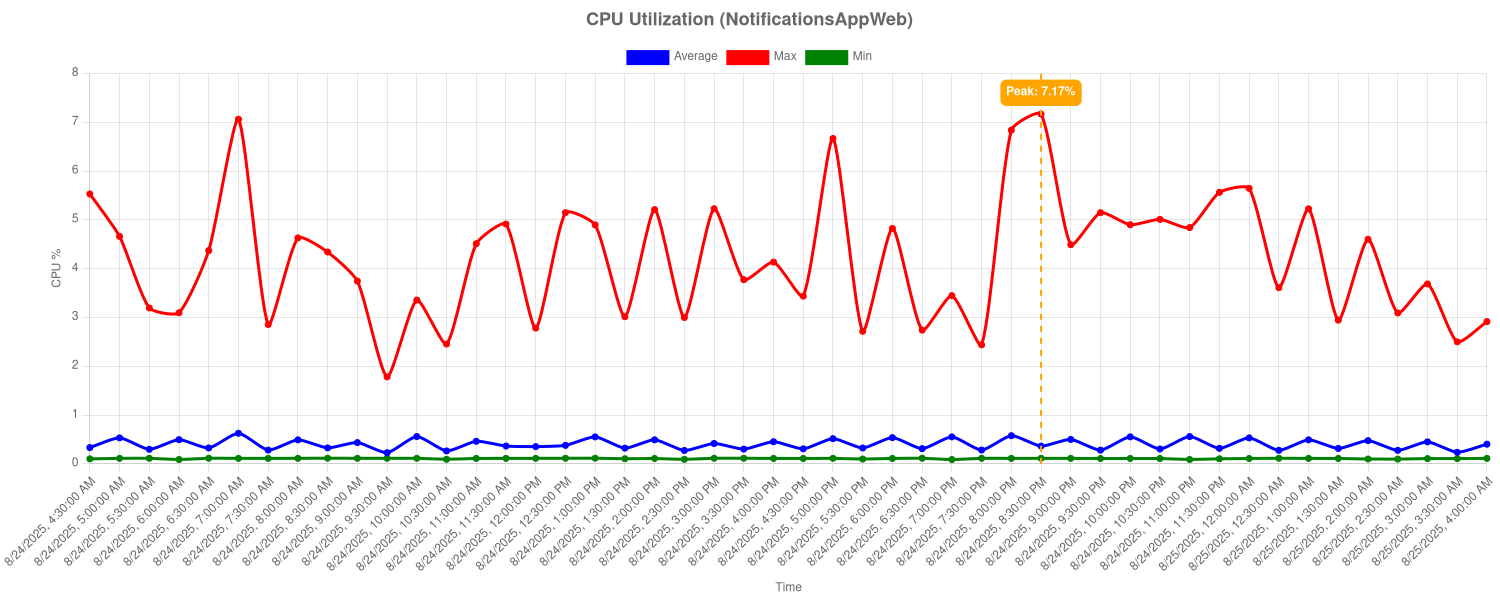 CPU Utilization (NotificationsAppWeb)
Average Max Min
Peak: 7.17%
8
7
6
5
4
3
2
1
0
CPU %
8/24/2025, 4:30:00 AM
8/24/2025, 5:00:00 AM
8/24/2025, 5:30:00 AM
8/24/2025, 6:00:00 AM
8/24/2025, 6:30:00 AM
8/24/2025, 7:00:00 AM
8/24/2025, 7:30:00 AM
8/24/2025, 8:00:00 AM
8/24/2025, 8:30:00 AM
8/24/2025, 9:00:00 AM
8/24/2025, 9:30:00 AM
8/24/2025, 10:00:00 AM
8/24/2025, 10:30:00 AM
8/24/2025, 11:00:00 AM
8/24/2025, 11:30:00 AM
8/24/2025, 12:00:00 PM
8/24/2025, 12:30:00 PM
8/24/2025, 1:00:00 PM
8/24/2025, 1:30:00 PM
8/24/2025, 2:00:00 PM
8/24/2025, 2:30:00 PM
8/24/2025, 3:00:00 PM
8/24/2025, 3:30:00 PM
8/24/2025, 4:00:00 PM
8/24/2025, 4:30:00 PM
8/24/2025, 5:00:00 PM
8/24/2025, 5:30:00 PM
8/24/2025, 6:00:00 PM
8/24/2025, 6:30:00 PM
8/24/2025, 7:00:00 PM
8/24/2025, 7:30:00 PM
8/24/2025, 8:00:00 PM
8/24/2025, 8:30:00 PM
8/24/2025, 9:00:00 PM
8/24/2025, 9:30:00 PM
8/24/2025, 10:00:00 PM
8/24/2025, 10:30:00 PM
8/24/2025, 11:00:00 PM
8/24/2025, 11:30:00 PM
8/25/2025, 12:00:00 AM
8/25/2025, 12:30:00 AM
8/25/2025, 1:00:00 AM
8/25/2025, 1:30:00 AM
8/25/2025, 2:00:00 AM
8/25/2025, 2:30:00 AM
8/25/2025, 3:00:00 AM
8/25/2025, 3:30:00 AM
8/25/2025, 4:00:00 AM
Time